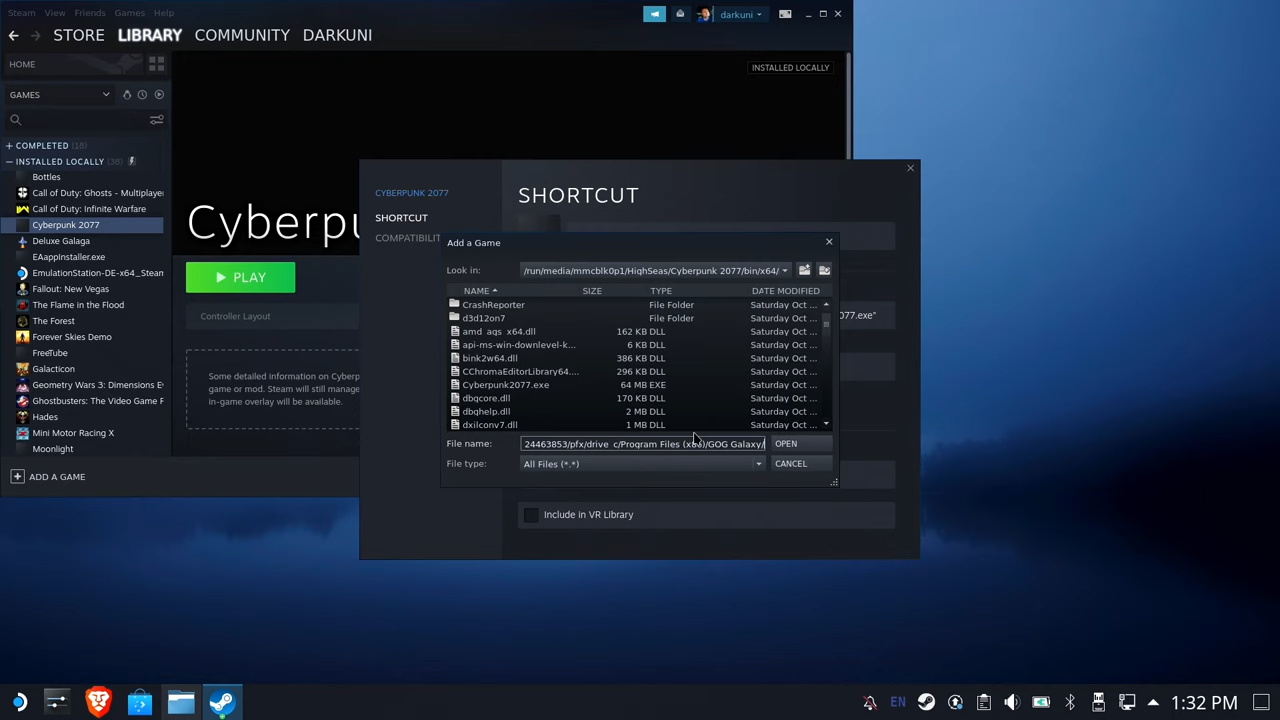 Steam View Friends Games Help
darkuni
STORE LIBRARY COMMUNITY DARKUNI
HOME
INSTALLED LOCALLY
GAMES
COMPLETED (18)
INSTALLED LOCALLY (38)
Bottles
Call of Duty: Ghosts - Multiplayer
Call of Duty: Infinite Warfare
Cyberpunk 2077
Deluxe Galaga
EAappInstaller.exe
EmulationStation-DE-x64_Steam
Fallout: New Vegas
The Flame in the Flood
The Forest
Forever Skies Demo
FreeTube
Galacticon
Geometry Wars 3: Dimensions E
Ghostbusters: The Video Game F
Hades
Mini Motor Racing X
Moonlight
ADD A GAME
Cyberpu
PLAY
Controller Layout
Some detailed information on Cyberp
game or mod. Steam will still manage
in-game overlay will be available.
CYBERPUNK 2077
SHORTCUT
COMPATIBILIT
SHORTCUT
077.exe"
Include in VR Library
Add a Game
Look in: /run/media/mmcblk0p1/HighSeas/Cyberpunk 2077/bin/x64/
NAME SIZE TYPE DATE MODIFIED
CrashReporter File Folder Saturday Oct ...
d3d12on7 File Folder Saturday Oct ...
amd_ags_x64.dll 162 KB DLL Saturday Oct ...
api-ms-win-downlevel-k... 6 KB DLL Saturday Oct ...
bink2w64.dll 386 KB DLL Saturday Oct ...
CChromaEditorLibrary64.... 296 KB DLL Saturday Oct ...
Cyberpunk2077.exe 64 MB EXE Saturday Oct ...
dbgcore.dll 170 KB DLL Saturday Oct ...
dbghelp.dll 2 MB DLL Saturday Oct ...
dxilconv7.dll 1 MB DLL Saturday Oct ...
File name: 24463853/pfx/drive_c/Program Files (x86)/GOG Galaxy/ OPEN
File type: All Files (*.*) CANCEL
EN
1:32 PM